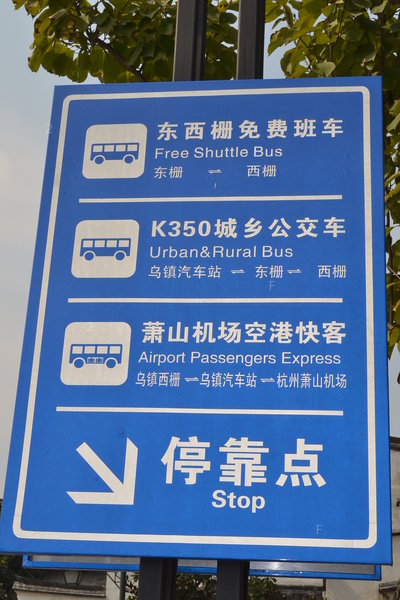 东西栅免费班车
Free Shuttle Bus
东栅 ⇌ 西栅
K350城乡公交车
Urban&Rural Bus
乌镇汽车站 ⇌ 东栅 ⇌ 西栅
萧山机场空港快客
Airport Passengers Express
乌镇西栅 ⇌ 乌镇汽车站 ⇌ 杭州萧山机场
停靠点
Stop